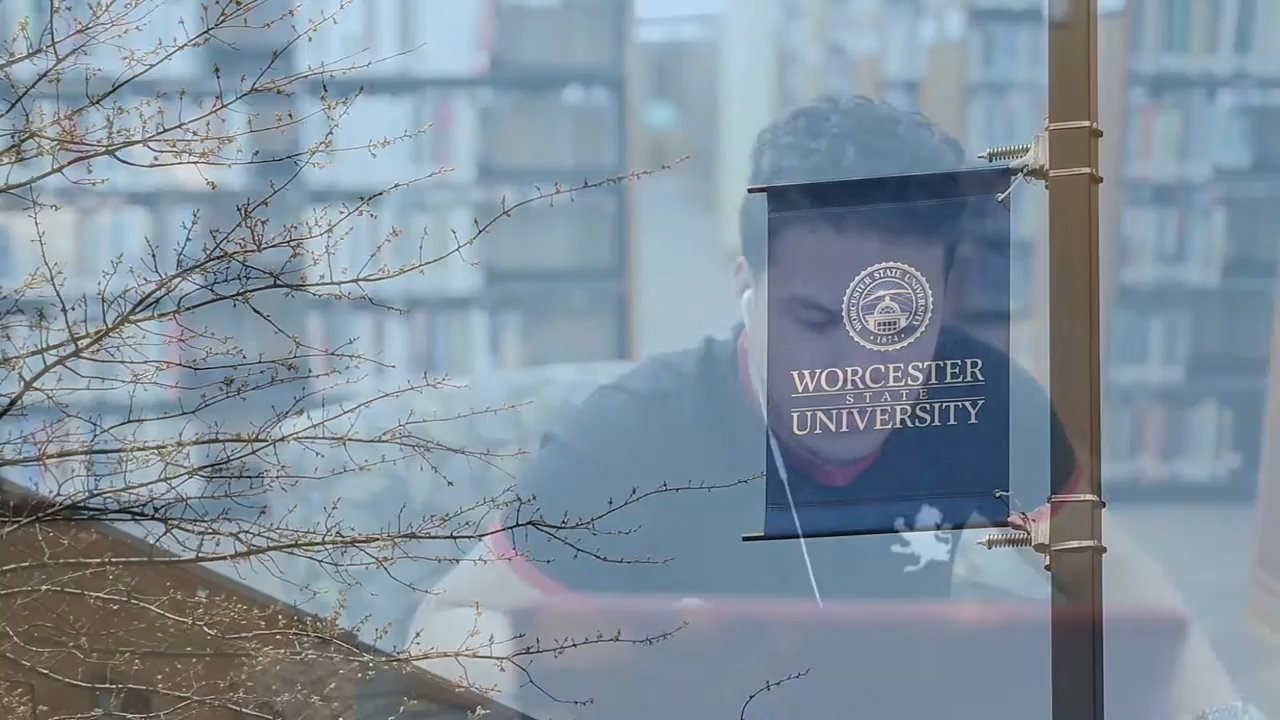 WORCESTER STATE UNIVERSITY
• 1874 •
WORCESTER
STATE
UNIVERSITY